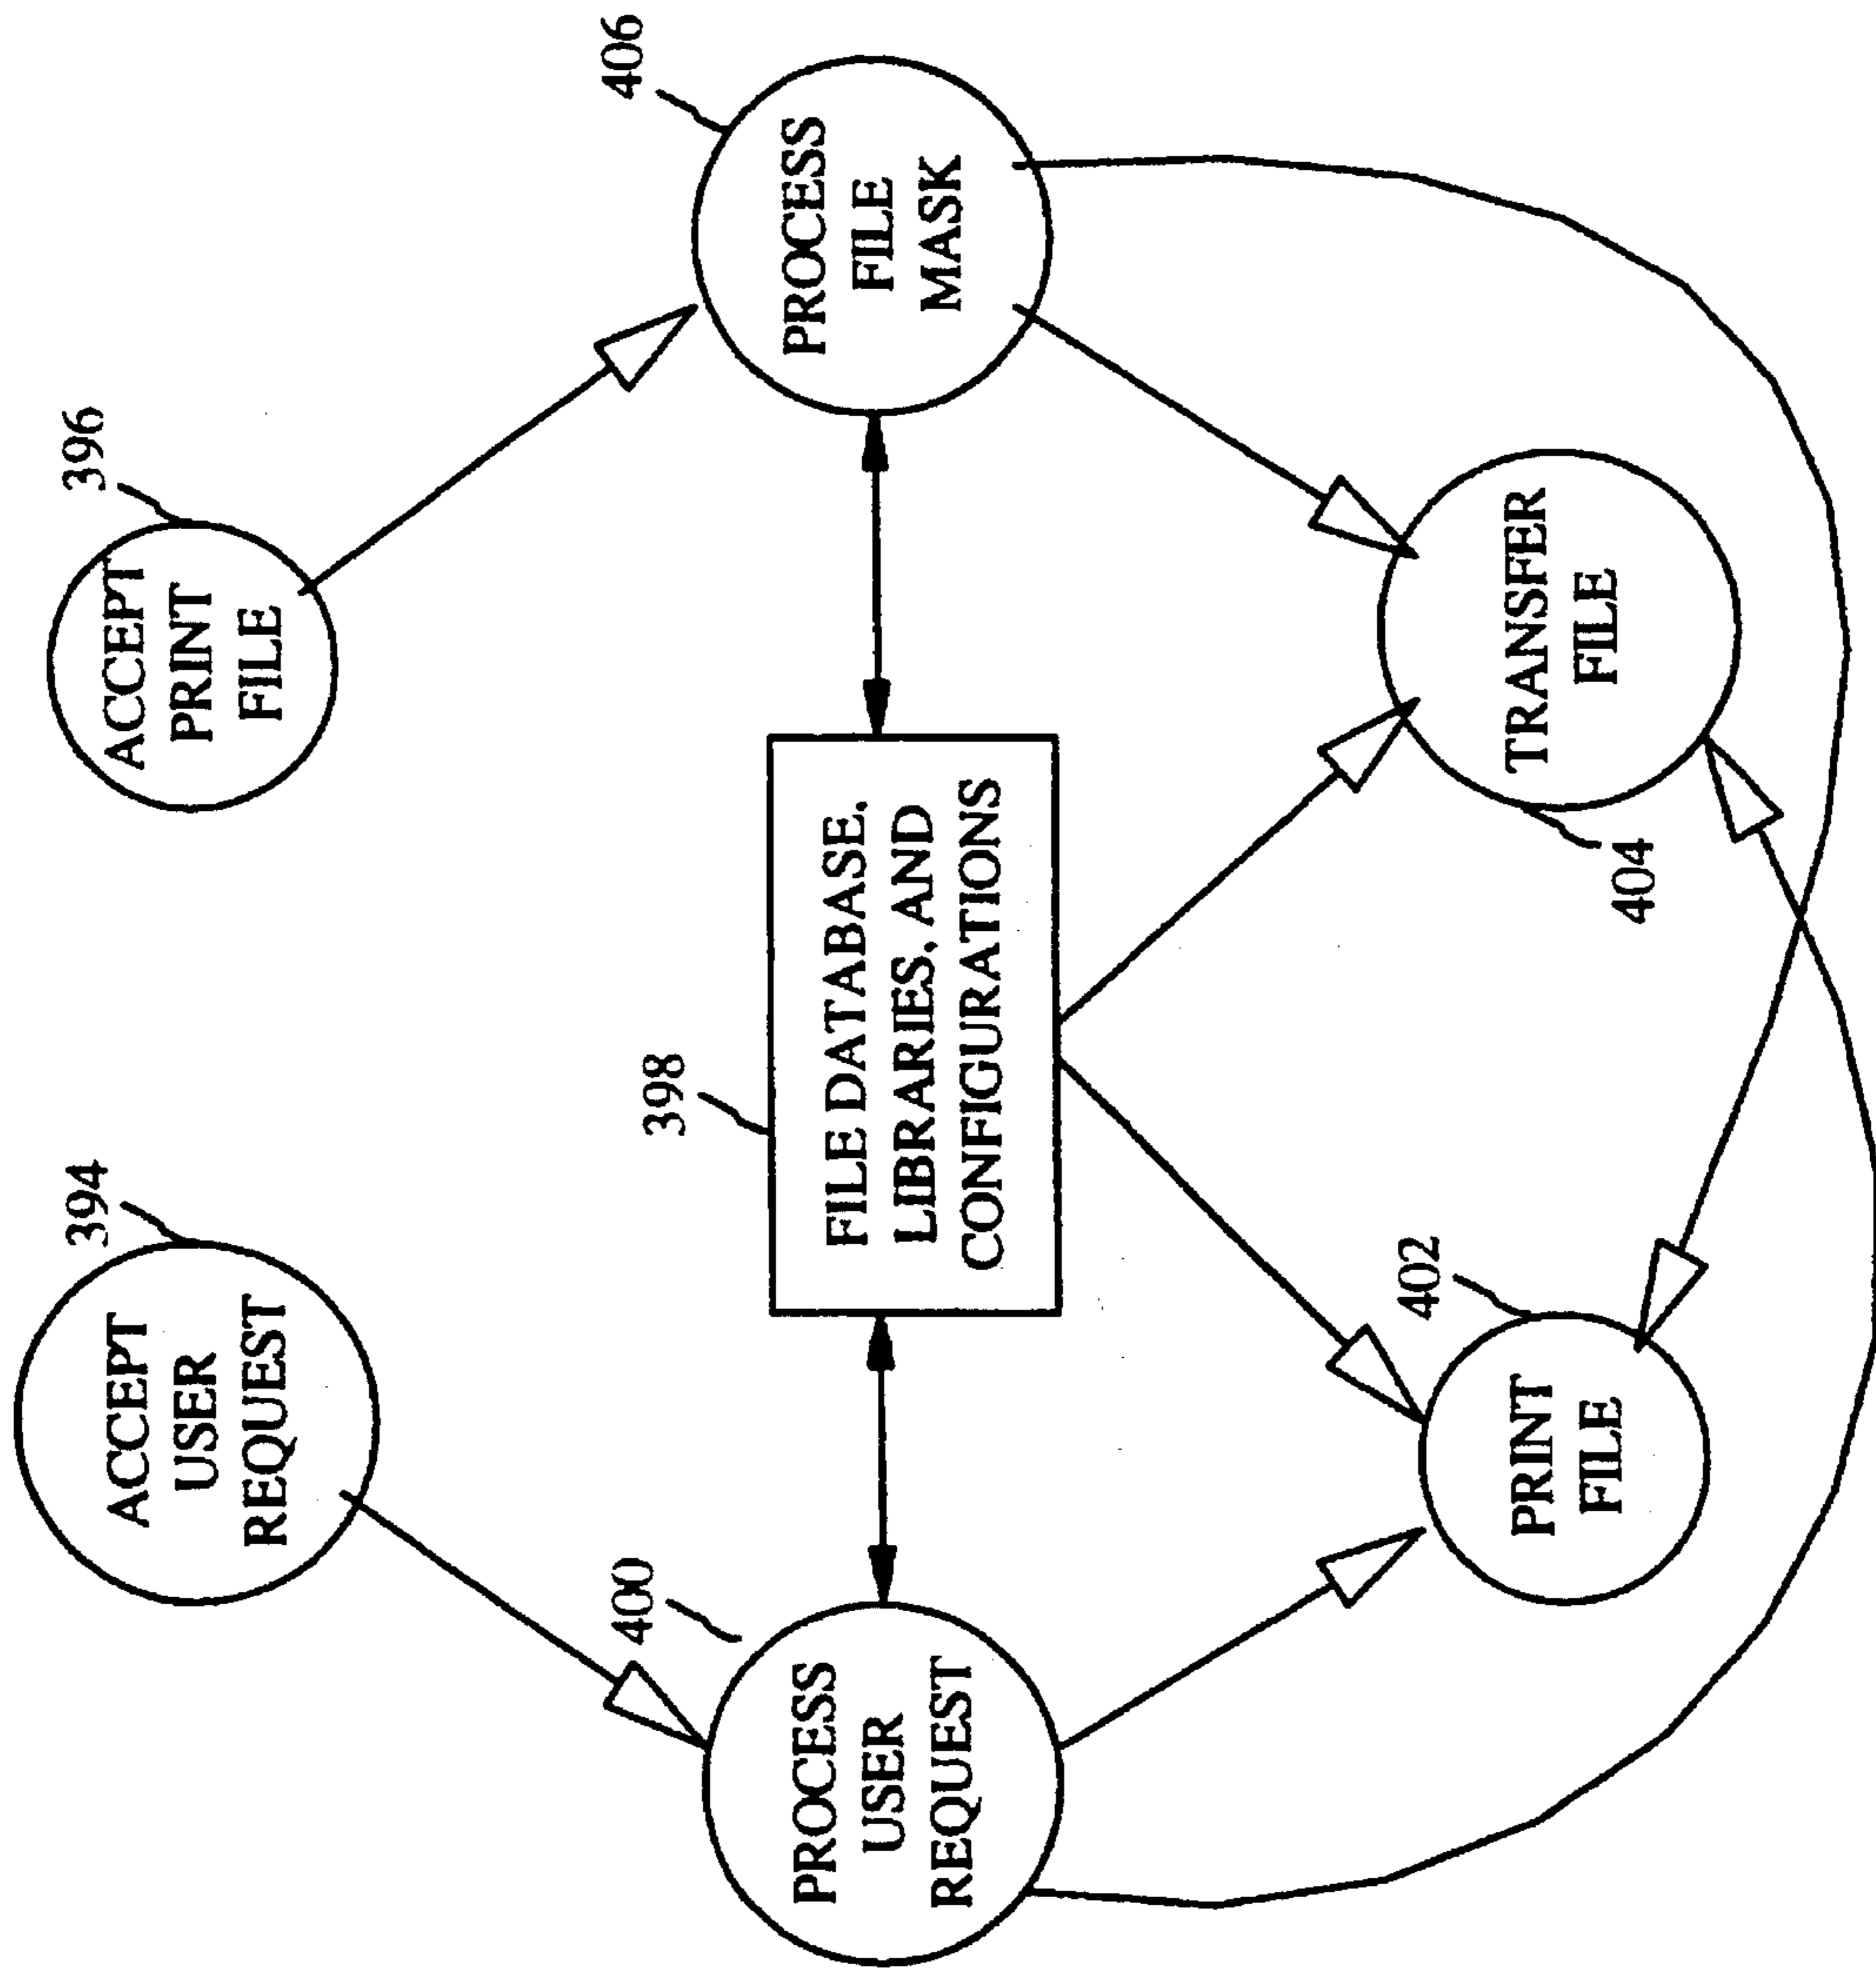 394
ACCEPT
USER
REQUEST
396
ACCEPT
PRINT
FILE
400
PROCESS
USER
REQUEST
398
FILE DATABASE,
LIBRARIES, AND
CONFIGURATIONS
406
PROCESS
FILE
MASK
402
PRINT
FILE
404
TRANSFER
FILE